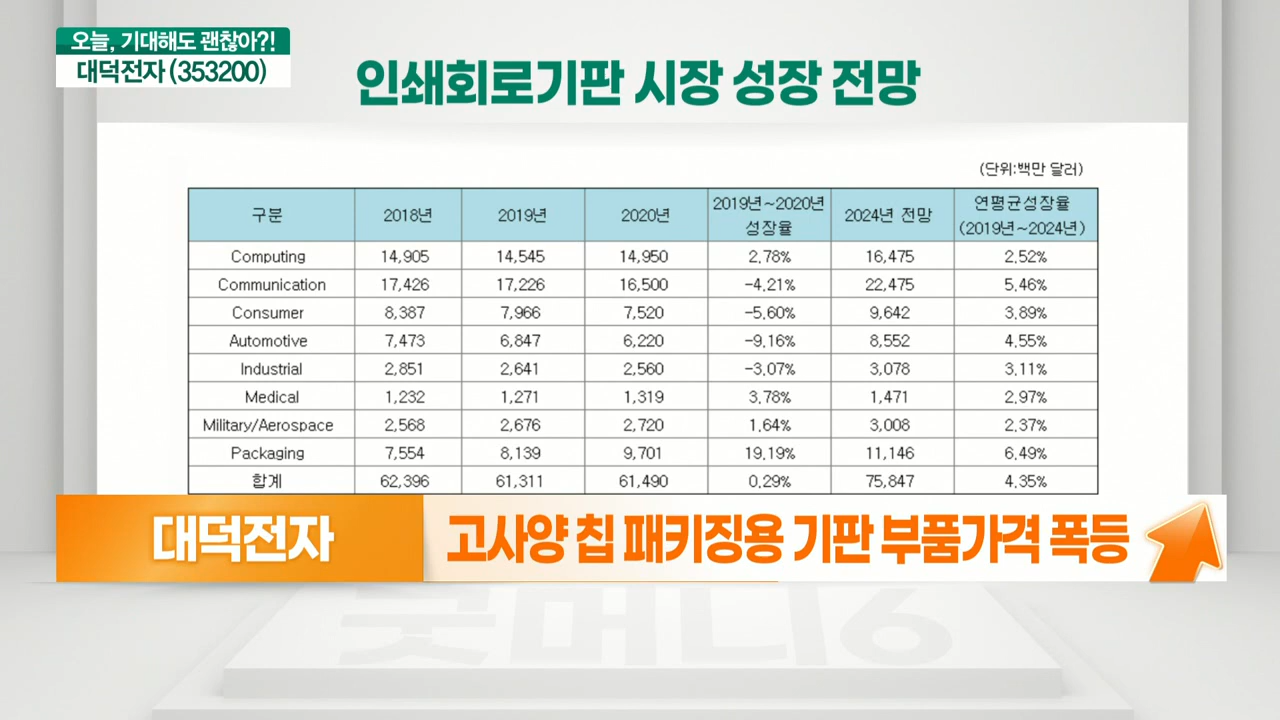 오늘, 기대해도 괜찮아?!
대덕전자 (353200)
인쇄회로기판 시장 성장 전망
(단위:백만 달러)
구분 2018년 2019년 2020년 2019년~2020년 성장율 2024년 전망 연평균성장율 (2019년~2024년)
Computing 14,905 14,545 14,950 2.78% 16,475 2.52%
Communication 17,426 17,226 16,500 -4.21% 22,475 5.46%
Consumer 8,387 7,966 7,520 -5.60% 9,642 3.89%
Automotive 7,473 6,847 6,220 -9.16% 8,552 4.55%
Industrial 2,851 2,641 2,560 -3.07% 3,078 3.11%
Medical 1,232 1,271 1,319 3.78% 1,471 2.97%
Military/Aerospace 2,568 2,676 2,720 1.64% 3,008 2.37%
Packaging 7,554 8,139 9,701 19.19% 11,146 6.49%
합계 62,396 61,311 61,490 0.29% 75,847 4.35%
대덕전자
고사양 칩 패키징용 기판 부품가격 폭등
굿머니6